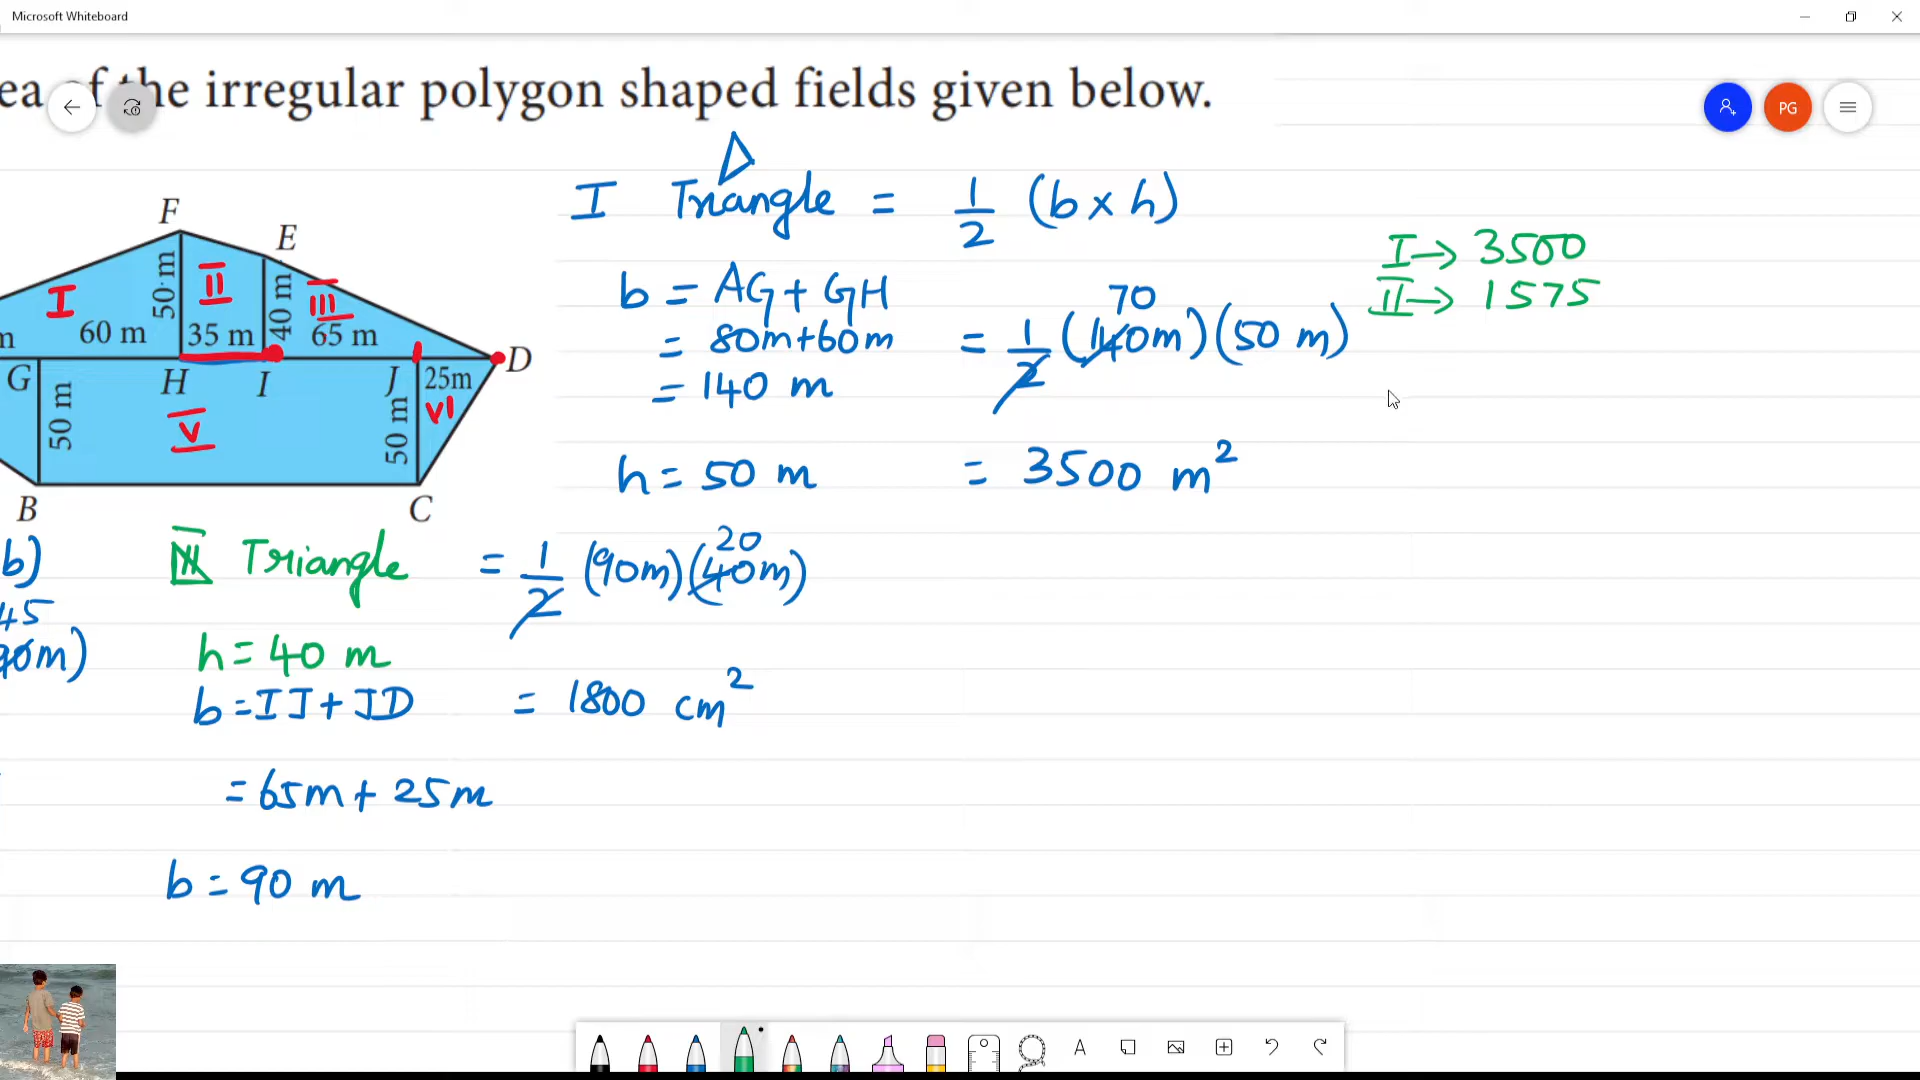 Microsoft Whiteboard
ea of the irregular polygon shaped fields given below.
PG
I Triangle = 1/2 (b × h)
I → 3500
II → 1575
b = AG + GH
= 80m + 60m
= 140 m
70
= 1/2 (140m)(50 m)
h = 50 m
= 3500 m²
F
E
50 m
II
40 m
III
I
m
60 m
35 m
65 m
D
G
H
I
J
25m
50 m
V
50 m
VI
B
C
b)
45
90m)
III Triangle = 1/2 (90m)(40m)
20
h = 40 m
b = IJ + JD
= 1800 cm²
= 65m + 25m
b = 90 m
A